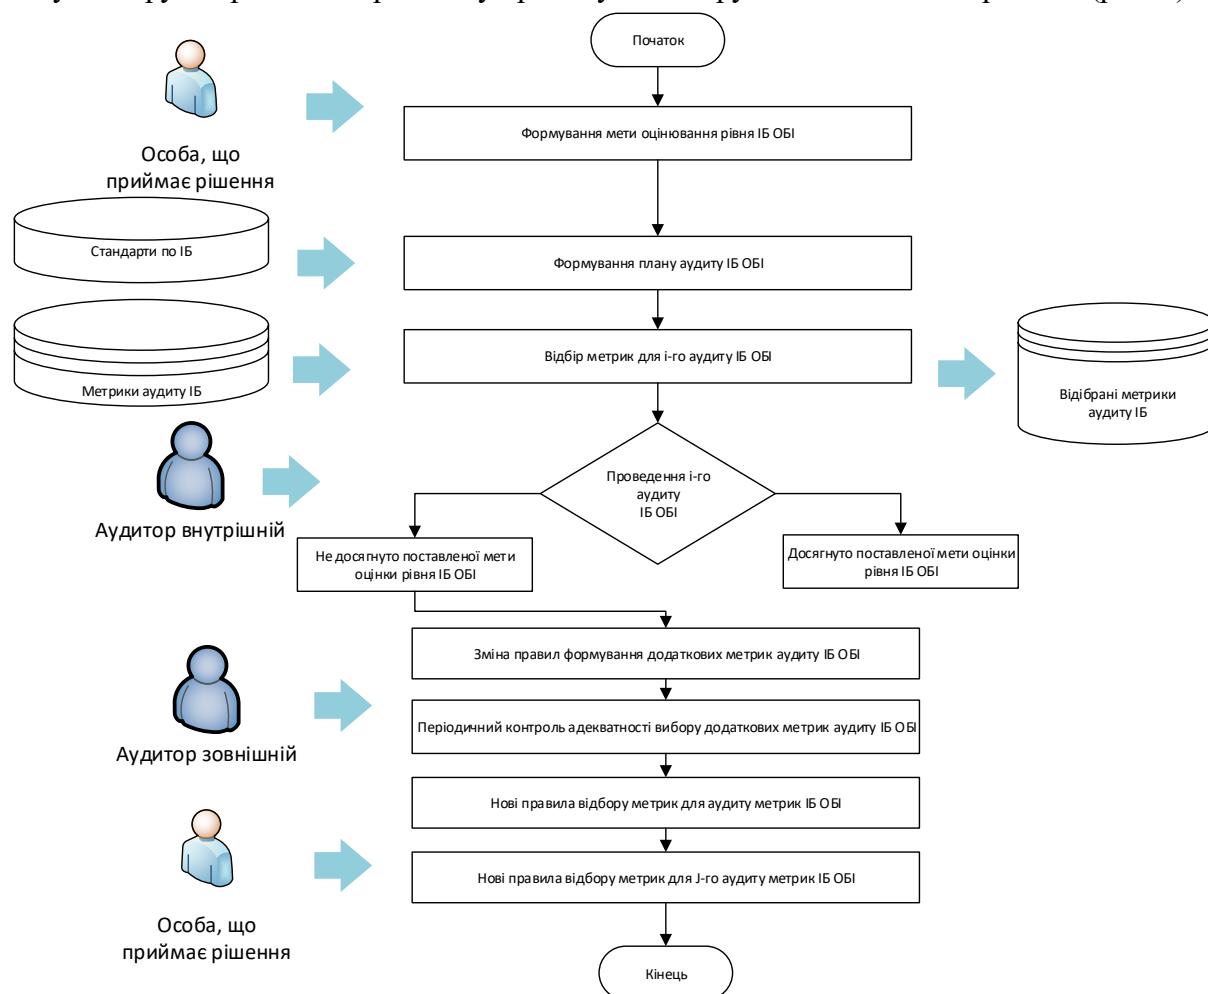 Початок
Особа, що
приймає рішення
Формування мети оцінювання рівня ІБ ОБІ
Стандарти по ІБ
Формування плану аудиту ІБ ОБІ
Метрики аудиту ІБ
Відбір метрик для і-го аудиту ІБ ОБІ
Відібрані метрики
аудиту ІБ
Аудитор внутрішній
Проведення і-го
аудиту
ІБ ОБІ
Не досягнуто поставленої мети
оцінки рівня ІБ ОБІ
Досягнуто поставленої мети оцінки
рівня ІБ ОБІ
Зміна правил формування додаткових метрик аудиту ІБ ОБІ
Аудитор зовнішній
Періодичний контроль адекватності вибору додаткових метрик аудиту ІБ ОБІ
Нові правила відбору метрик для аудиту метрик ІБ ОБІ
Особа, що
приймає рішення
Нові правила відбору метрик для J-го аудиту метрик ІБ ОБІ
Кінець